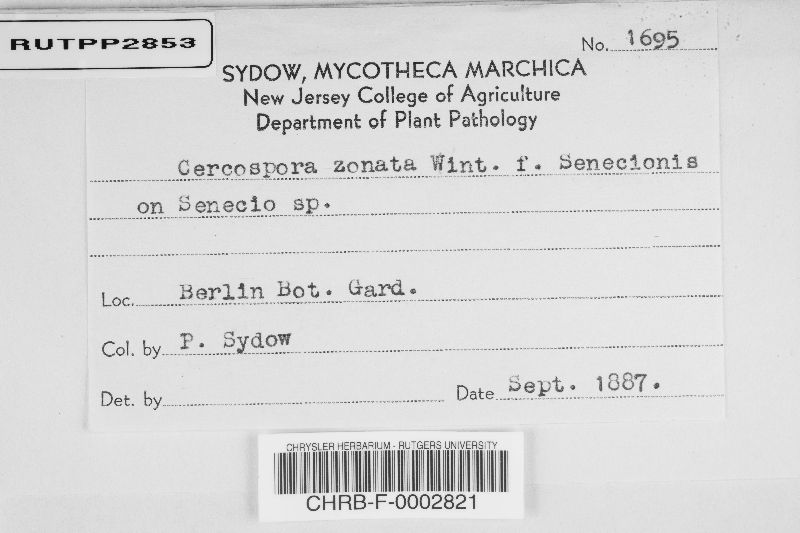 RUTPP2853
No. 1695
SYDOW, MYCOTHECA MARCHICA
New Jersey College of Agriculture
Department of Plant Pathology
Cercospora zonata Wint. f. Senecionis
on Senecio sp.
Loc. Berlin Bot. Gard.
Col. by P. Sydow
Det. by Date Sept. 1887.
CHRYSLER HERBARIUM - RUTGERS UNIVERSITY
CHRB-F-0002821